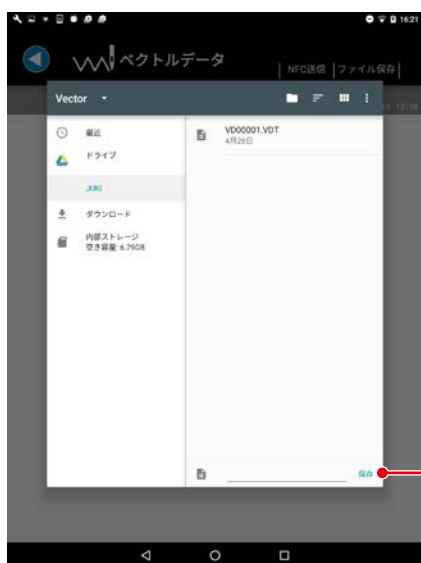 16:21
ベクトルデータ
NFC送信
ファイル保存
Vector
最近
ドライブ
JUKI
ダウンロード
内部ストレージ
空き容量: 6.79GB
VD00001.VDT
4月26日
保存